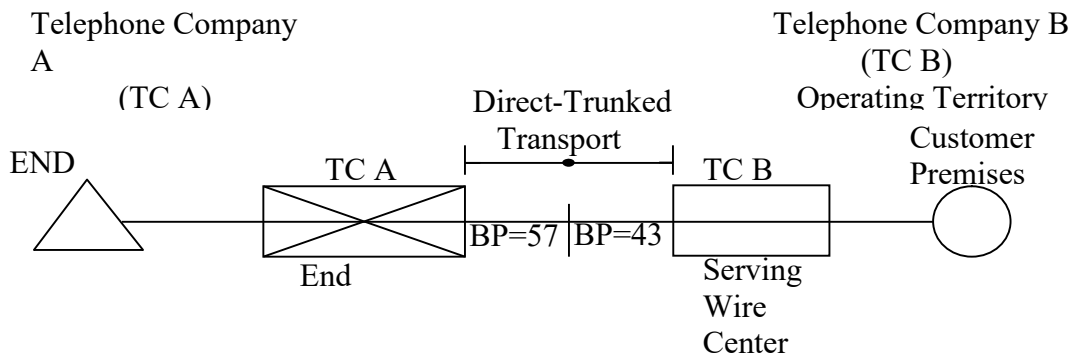 Telephone Company
A
(TC A)
Telephone Company B
(TC B)
Operating Territory
Direct-Trunked
Transport
Customer
Premises
END
TC A
TC B
BP=57
BP=43
End
Serving
Wire
Center